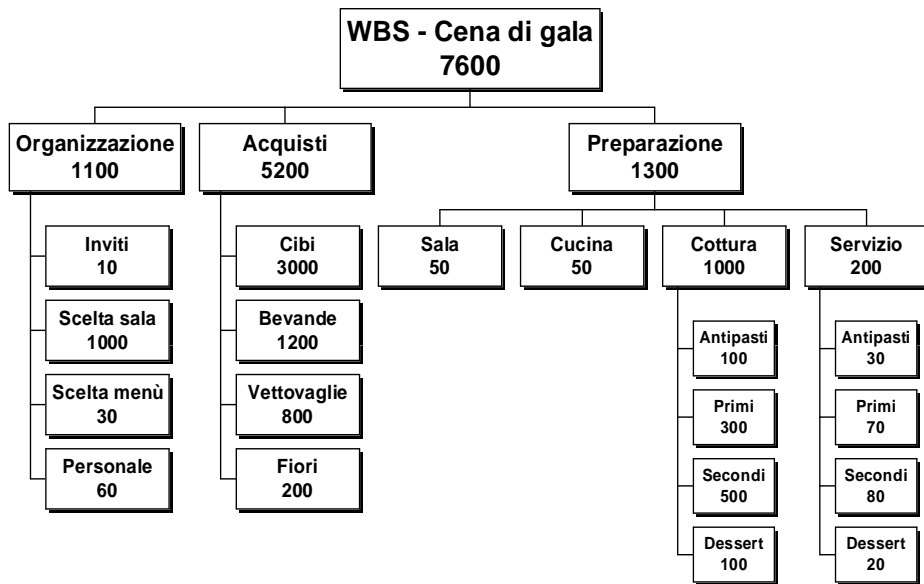 WBS - Cena di gala
7600
Organizzazione
1100
Acquisti
5200
Preparazione
1300
Inviti
10
Scelta sala
1000
Scelta menù
30
Personale
60
Cibi
3000
Bevande
1200
Vettovaglie
800
Fiori
200
Sala
50
Cucina
50
Cottura
1000
Servizio
200
Antipasti
100
Primi
300
Secondi
500
Dessert
100
Antipasti
30
Primi
70
Secondi
80
Dessert
20